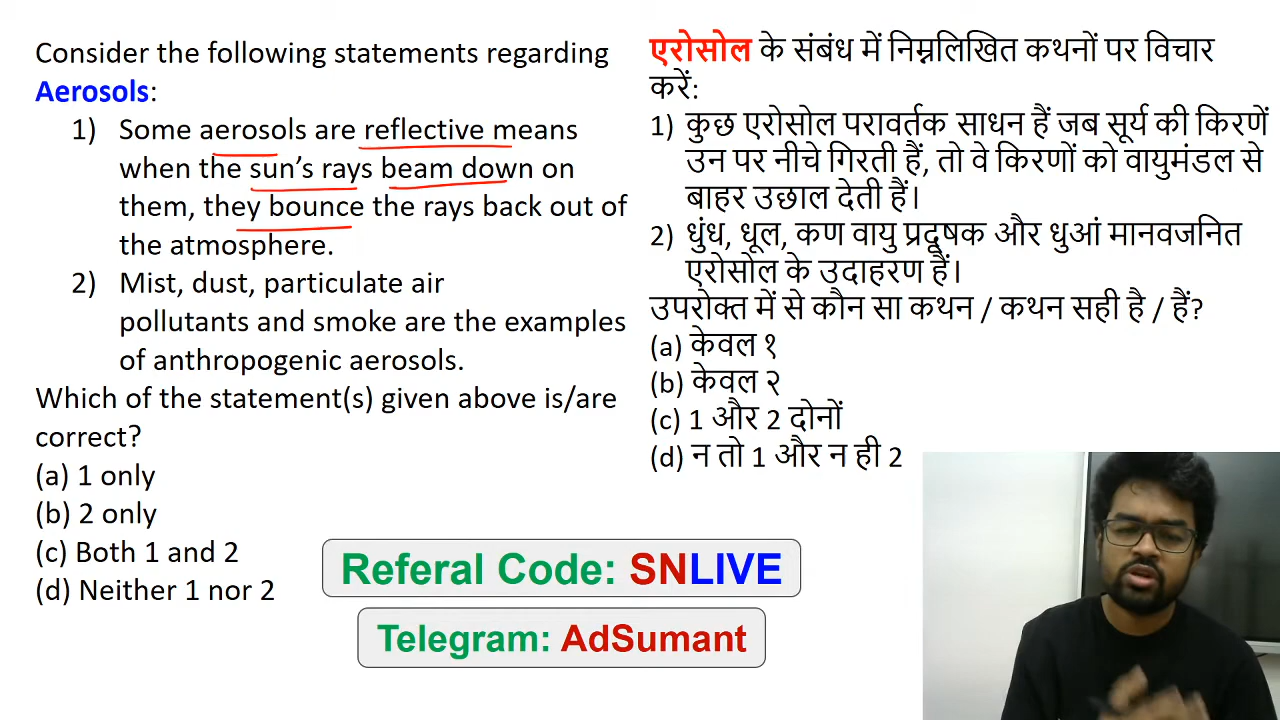 Consider the following statements regarding
Aerosols:
1) Some aerosols are reflective means
when the sun's rays beam down on
them, they bounce the rays back out of
the atmosphere.
2) Mist, dust, particulate air
pollutants and smoke are the examples
of anthropogenic aerosols.
Which of the statement(s) given above is/are
correct?
(a) 1 only
(b) 2 only
(c) Both 1 and 2
(d) Neither 1 nor 2
एरोसोल के संबंध में निम्नलिखित कथनों पर विचार
करें:
1) कुछ एरोसोल परावर्तक साधन हैं जब सूर्य की किरणें
उन पर नीचे गिरती हैं, तो वे किरणों को वायुमंडल से
बाहर उछाल देती हैं।
2) धुंध, धूल, कण वायु प्रदूषक और धुआं मानवजनित
एरोसोल के उदाहरण हैं।
उपरोक्त में से कौन सा कथन / कथन सही है / हैं?
(a) केवल १
(b) केवल २
(c) 1 और 2 दोनों
(d) न तो 1 और न ही 2
Referal Code: SNLIVE
Telegram: AdSumant